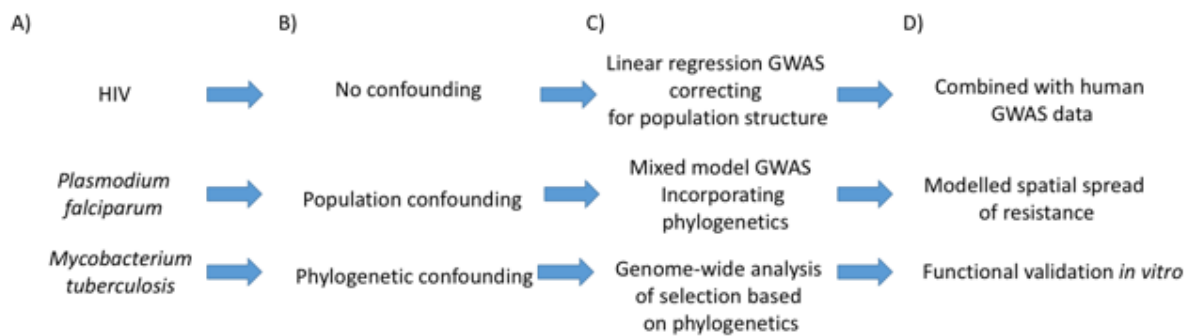 A)
B)
C)
D)
HIV
No confounding
Linear regression GWAS
correcting
for population structure
Combined with human
GWAS data
Plasmodium
falciparum
Population confounding
Mixed model GWAS
Incorporating
phylogenetics
Modelled spatial spread
of resistance
Mycobacterium
tuberculosis
Phylogenetic confounding
Genome-wide analysis
of selection based
on phylogenetics
Functional validation in vitro